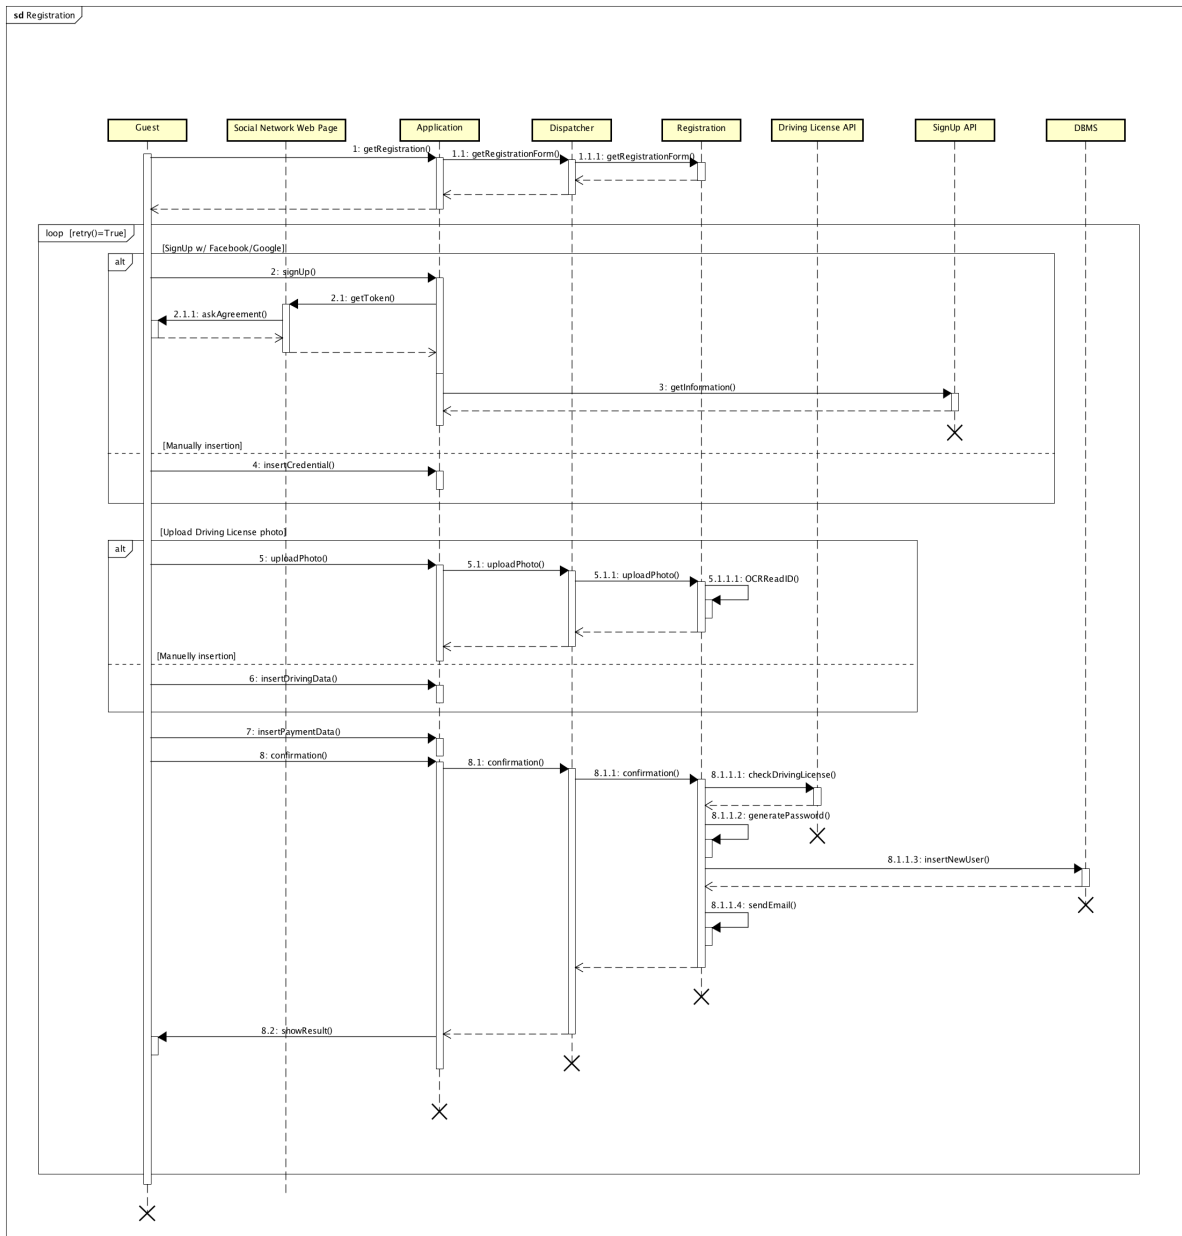 sd Registration
Guest
Social Network Web Page
Application
Dispatcher
Registration
Driving License API
SignUp API
DBMS
1: getRegistration()
1.1: getRegistrationForm()
1.1.1: getRegistrationForm()
loop [retry()=True]
[SignUp w/ Facebook/Google]
alt
2: signUp()
2.1: getToken()
2.1.1: askAgreement()
3: getInformation()
[Manually insertion]
4: insertCredential()
[Upload Driving License photo]
alt
5: uploadPhoto()
5.1: uploadPhoto()
5.1.1: uploadPhoto()
5.1.1.1: OCRReadID()
[Manuelly insertion]
6: insertDrivingData()
7: insertPaymentData()
8: confirmation()
8.1: confirmation()
8.1.1: confirmation()
8.1.1.1: checkDrivingLicense()
8.1.1.2: generatePassword()
8.1.1.3: insertNewUser()
8.1.1.4: sendEmail()
8.2: showResult()